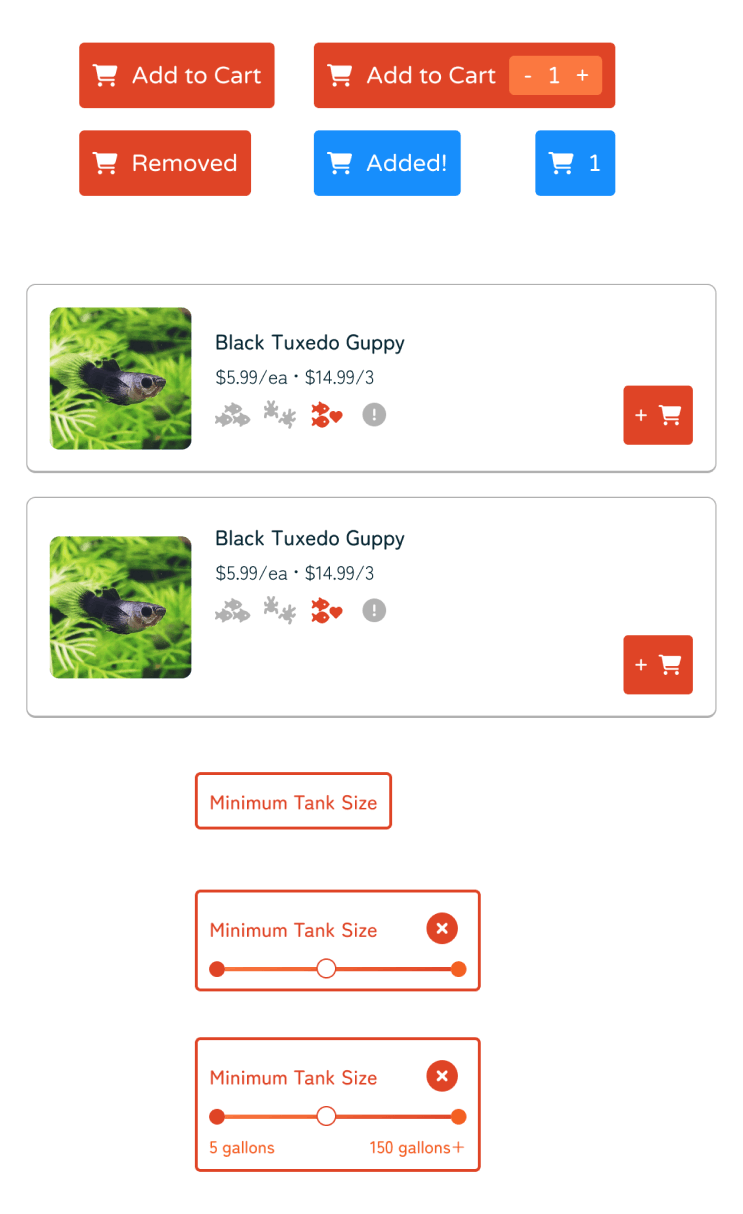 Add to Cart
Add to Cart - 1 +
Removed
Added!
1
Black Tuxedo Guppy
$5.99/ea • $14.99/3
+
Black Tuxedo Guppy
$5.99/ea • $14.99/3
+
Minimum Tank Size
Minimum Tank Size
Minimum Tank Size
5 gallons
150 gallons+